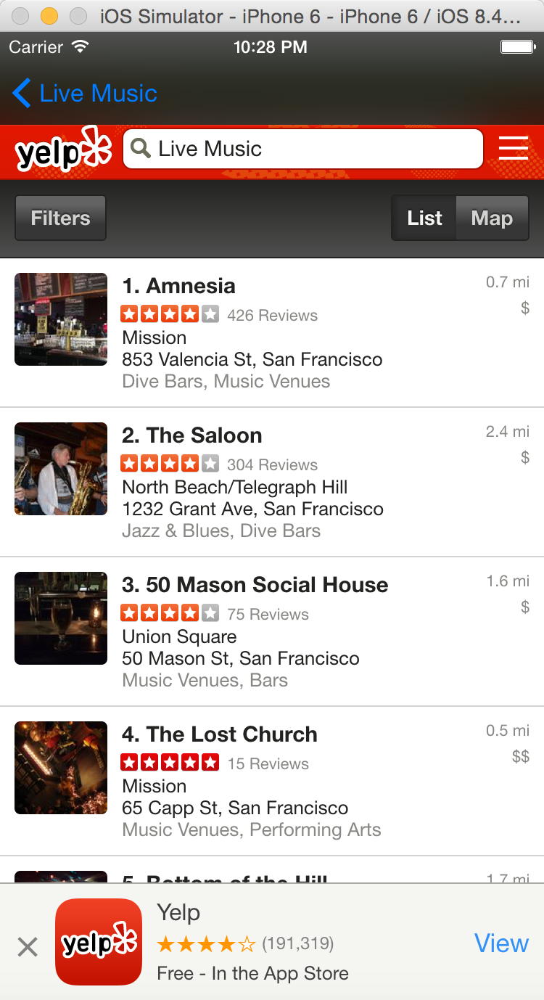 iOS Simulator - iPhone 6 - iPhone 6 / iOS 8.4...
Carrier 10:28 PM
Live Music
yelp Live Music
Filters List Map
1. Amnesia 0.7 mi
426 Reviews $
Mission
853 Valencia St, San Francisco
Dive Bars, Music Venues
2. The Saloon 2.4 mi
304 Reviews $
North Beach/Telegraph Hill
1232 Grant Ave, San Francisco
Jazz & Blues, Dive Bars
3. 50 Mason Social House 1.6 mi
75 Reviews $
Union Square
50 Mason St, San Francisco
Music Venues, Bars
4. The Lost Church 0.5 mi
15 Reviews $$
Mission
65 Capp St, San Francisco
Music Venues, Performing Arts
5. Bottom of the Hill 1.7 mi
Yelp
yelp (191,319) View
Free - In the App Store